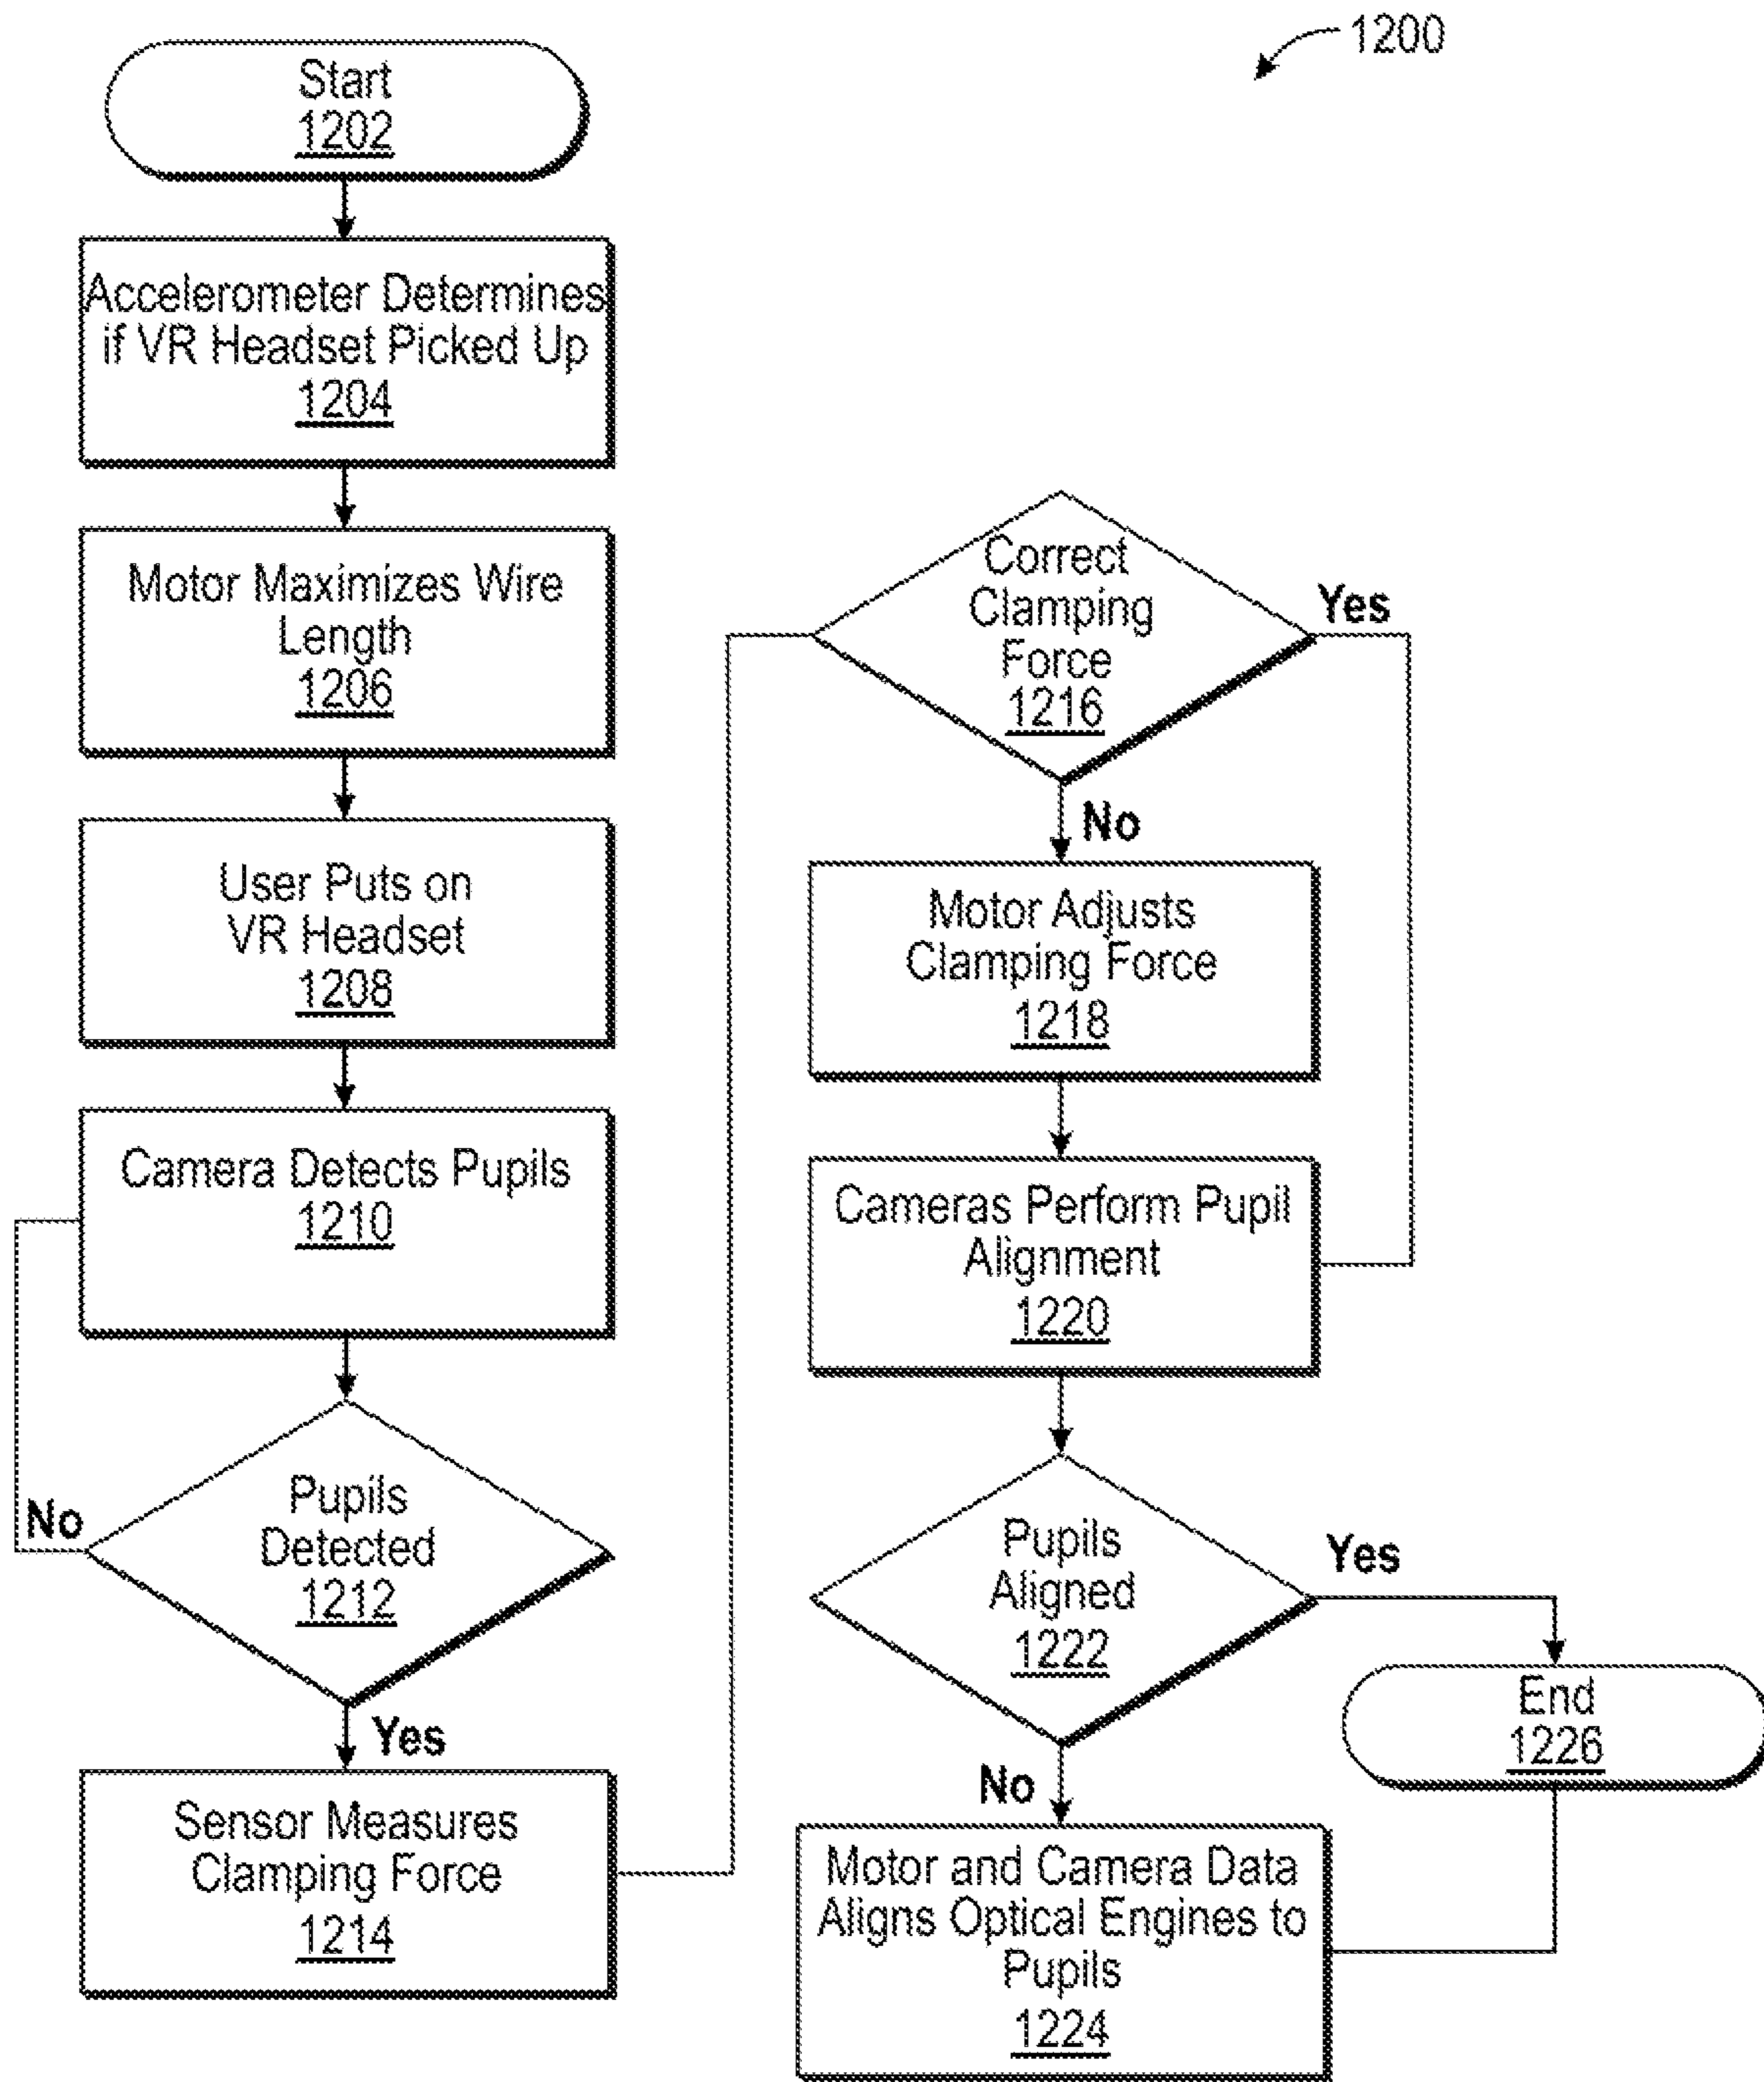 1200
Start
1202
Accelerometer Determines
if VR Headset Picked Up
1204
Motor Maximizes Wire
Length
1206
User Puts on
VR Headset
1208
Camera Detects Pupils
1210
No
Pupils
Detected
1212
Yes
Sensor Measures
Clamping Force
1214
Correct
Clamping
Force
1216
Yes
No
Motor Adjusts
Clamping Force
1218
Cameras Perform Pupil
Alignment
1220
Pupils
Aligned
1222
Yes
No
End
1226
Motor and Camera Data
Aligns Optical Engines to
Pupils
1224